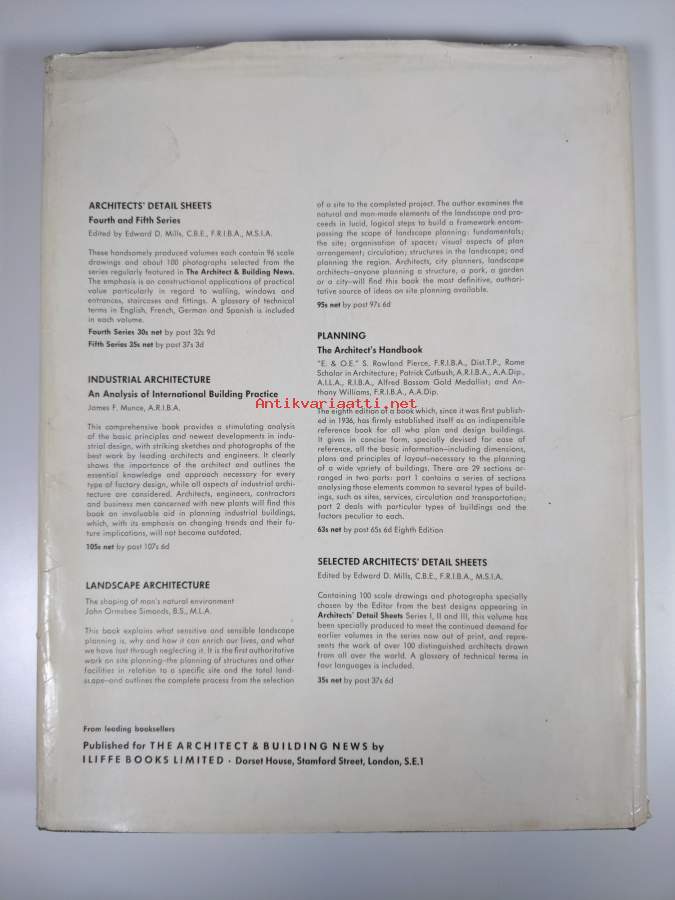 ARCHITECTS' DETAIL SHEETS
Fourth and Fifth Series
Edited by Edward D. Mills, C.B.E., F.R.I.B.A., M.S.I.A.
These handsomely produced volumes each contain 96 scale
drawings and about 100 photographs selected from the
series regularly featured in The Architect & Building News.
The emphasis is on constructional applications of practical
value particularly in regard to walling, windows and
entrances, staircases and fittings. A glossary of technical
terms in English, French, German and Spanish is included
in each volume.
Fourth Series 30s net by post 32s 9d
Fifth Series 35s net by post 37s 3d
INDUSTRIAL ARCHITECTURE
An Analysis of International Building Practice
James F. Munce, A.R.I.B.A.
This comprehensive book provides a stimulating analysis
of the basic principles and newest developments in indu-
strial design, with striking sketches and photographs of the
best work by leading architects and engineers. It clearly
shows the importance of the architect and outlines the
essential knowledge and approach necessary for every
type of factory design, while all aspects of industrial archi-
tecture are considered. Architects, engineers, contractors
and business men concerned with new plants will find this
book an invaluable aid in planning industrial buildings,
which, with its emphasis on changing trends and their fu-
ture implications, will not become outdated.
105s net by post 107s 6d
LANDSCAPE ARCHITECTURE
The shaping of man's natural environment
John Ormsbee Simonds, B.S., M.L.A.
This book explains what sensitive and sensible landscape
planning is, why and how it can enrich our lives, and what
we have lost through neglecting it. It is the first authoritative
work on site planning—the planning of structures and other
facilities in relation to a specific site and the total land-
scape—and outlines the complete process from the selection
of a site to the completed project. The author examines the
natural and man-made elements of the landscape and pro-
ceeds in lucid, logical steps to build a framework encom-
passing the scope of landscape planning: fundamentals;
the site; organisation of spaces; visual aspects of plan
arrangement; circulation; structures in the landscape; and
planning the region. Architects, city planners, landscape
architects—anyone planning a structure, a park, a garden
or a city—will find this book the most definitive, authori-
tative source of ideas on site planning available.
95s net by post 97s 6d
PLANNING
The Architect's Handbook
"E. & O.E." S. Rowland Pierce, F.R.I.B.A., Dist.T.P., Rome
Scholar in Architecture; Patrick Cutbush, A.R.I.B.A., A.A.Dip.,
A.I.L.A., R.I.B.A., Alfred Bossom Gold Medallist; and An-
thony Williams, F.R.I.B.A., A.A.Dip.
Antikvariaatti.net
The eighth edition of a book which, since it was first publish-
ed in 1936, has firmly established itself as an indispensible
reference book for all who plan and design buildings.
It gives in concise form, specially devised for ease of
reference, all the basic information—including dimensions,
plans and principles of layout—necessary to the planning
of a wide variety of buildings. There are 29 sections ar-
ranged in two parts: part 1 contains a series of sections
analysing those elements common to several types of build-
ings, such as sites, services, circulation and transportation;
part 2 deals with particular types of buildings and the
factors peculiar to each.
63s net by post 65s 6d Eighth Edition
SELECTED ARCHITECTS' DETAIL SHEETS
Edited by Edward D. Mills, C.B.E., F.R.I.B.A., M.S.I.A.
Containing 100 scale drawings and photographs specially
chosen by the Editor from the best designs appearing in
Architects' Detail Sheets Series I, II and III, this volume has
been specially produced to meet the continued demand for
earlier volumes in the series now out of print, and repre-
sents the work of over 100 distinguished architects drawn
from all over the world. A glossary of technical terms in
four languages is included.
35s net by post 37s 6d
From leading booksellers
Published for THE ARCHITECT & BUILDING NEWS by
ILIFFE BOOKS LIMITED · Dorset House, Stamford Street, London, S.E.1